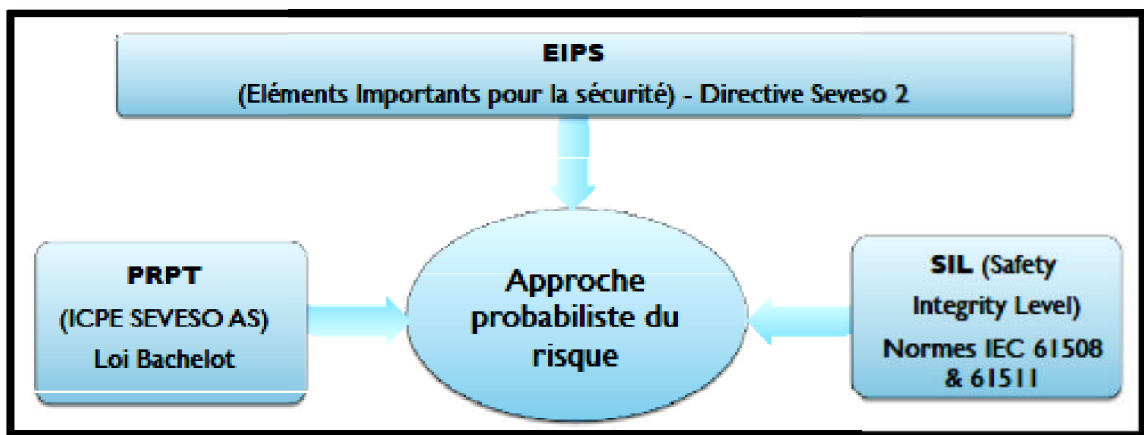 EIPS
(Eléments Importants pour la sécurité) - Directive Seveso 2
PRPT
(ICPE SEVESO AS)
Loi Bachelot
Approche
probabiliste du
risque
SIL (Safety
Integrity Level)
Normes IEC 61508
& 61511